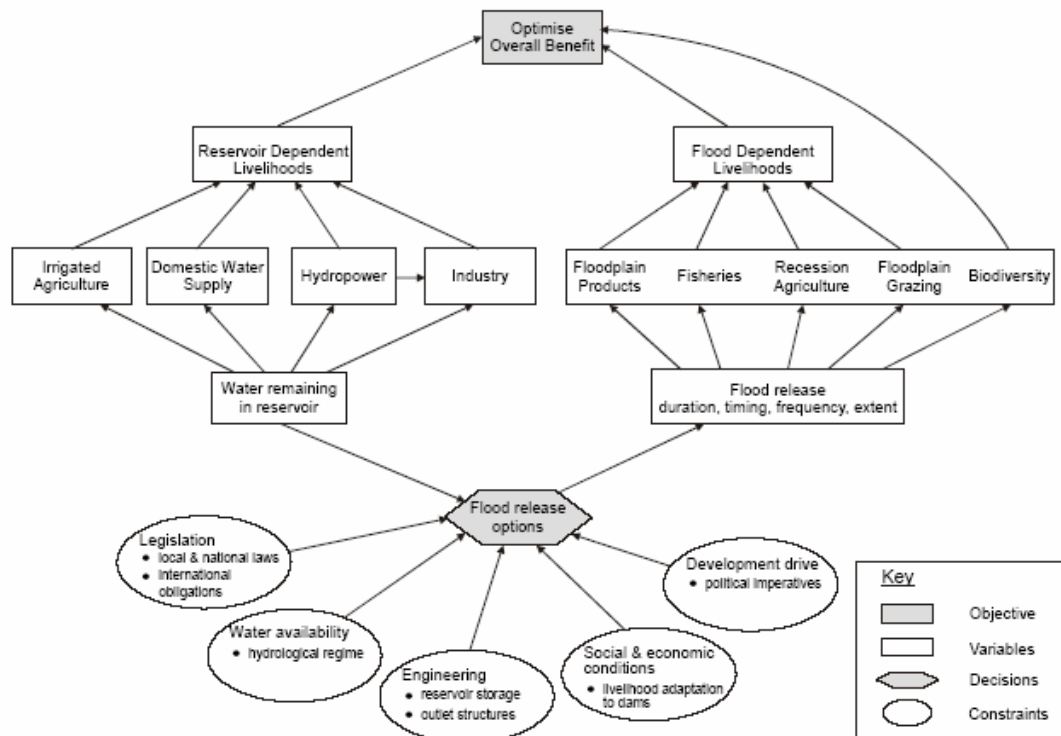 Optimise
Overall Benefit
Reservoir Dependent
Livelihoods
Flood Dependent
Livelihoods
Irrigated
Agriculture
Domestic Water
Supply
Hydropower
Industry
Floodplain
Products
Fisheries
Recession
Agriculture
Floodplain
Grazing
Biodiversity
Water remaining
in reservoir
Flood release
duration, timing, frequency, extent
Flood release
options
Legislation
• local & national laws
• international
obligations
Water availability
• hydrological regime
Engineering
• reservoir storage
• outlet structures
Social & economic
conditions
• livelihood adaptation
to dams
Development drive
• political imperatives
Key
Objective
Variables
Decisions
Constraints